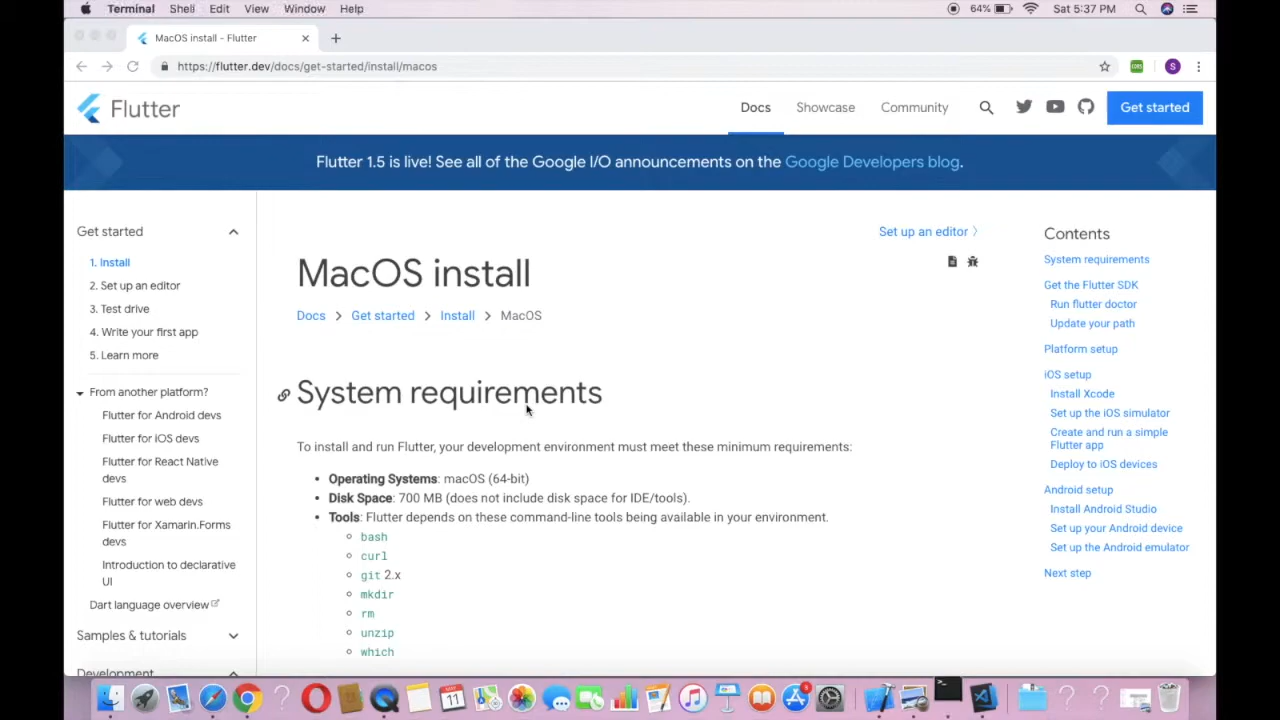 Terminal Shell Edit View Window Help 64% Sat 5:37 PM
MacOS install - Flutter
https://flutter.dev/docs/get-started/install/macos
S
Flutter
Docs Showcase Community Get started
Flutter 1.5 is live! See all of the Google I/O announcements on the Google Developers blog.
Get started
1. Install
2. Set up an editor
3. Test drive
4. Write your first app
5. Learn more
From another platform?
Flutter for Android devs
Flutter for iOS devs
Flutter for React Native
devs
Flutter for web devs
Flutter for Xamarin.Forms
devs
Introduction to declarative
UI
Dart language overview
Samples & tutorials
Development
Set up an editor
MacOS install
Docs > Get started > Install > MacOS
System requirements
To install and run Flutter, your development environment must meet these minimum requirements:
• Operating Systems: macOS (64-bit)
• Disk Space: 700 MB (does not include disk space for IDE/tools).
• Tools: Flutter depends on these command-line tools being available in your environment.
bash
curl
git 2.x
mkdir
rm
unzip
which
Contents
System requirements
Get the Flutter SDK
Run flutter doctor
Update your path
Platform setup
iOS setup
Install Xcode
Set up the iOS simulator
Create and run a simple
Flutter app
Deploy to iOS devices
Android setup
Install Android Studio
Set up your Android device
Set up the Android emulator
Next step
11